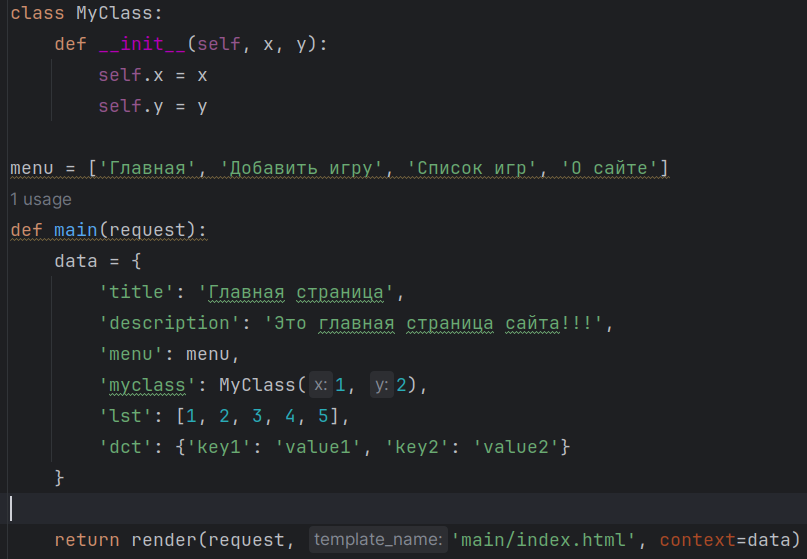 class MyClass:
    def __init__(self, x, y):
        self.x = x
        self.y = y
menu = ['Главная', 'Добавить игру', 'Список игр', 'О сайте']
1 usage
def main(request):
    data = {
        'title': 'Главная страница',
        'description': 'Это главная страница сайта!!!',
        'menu': menu,
        'myclass': MyClass( x: 1, y: 2),
        'lst': [1, 2, 3, 4, 5],
        'dct': {'key1': 'value1', 'key2': 'value2'}
    }
    return render(request, template_name: 'main/index.html', context=data)